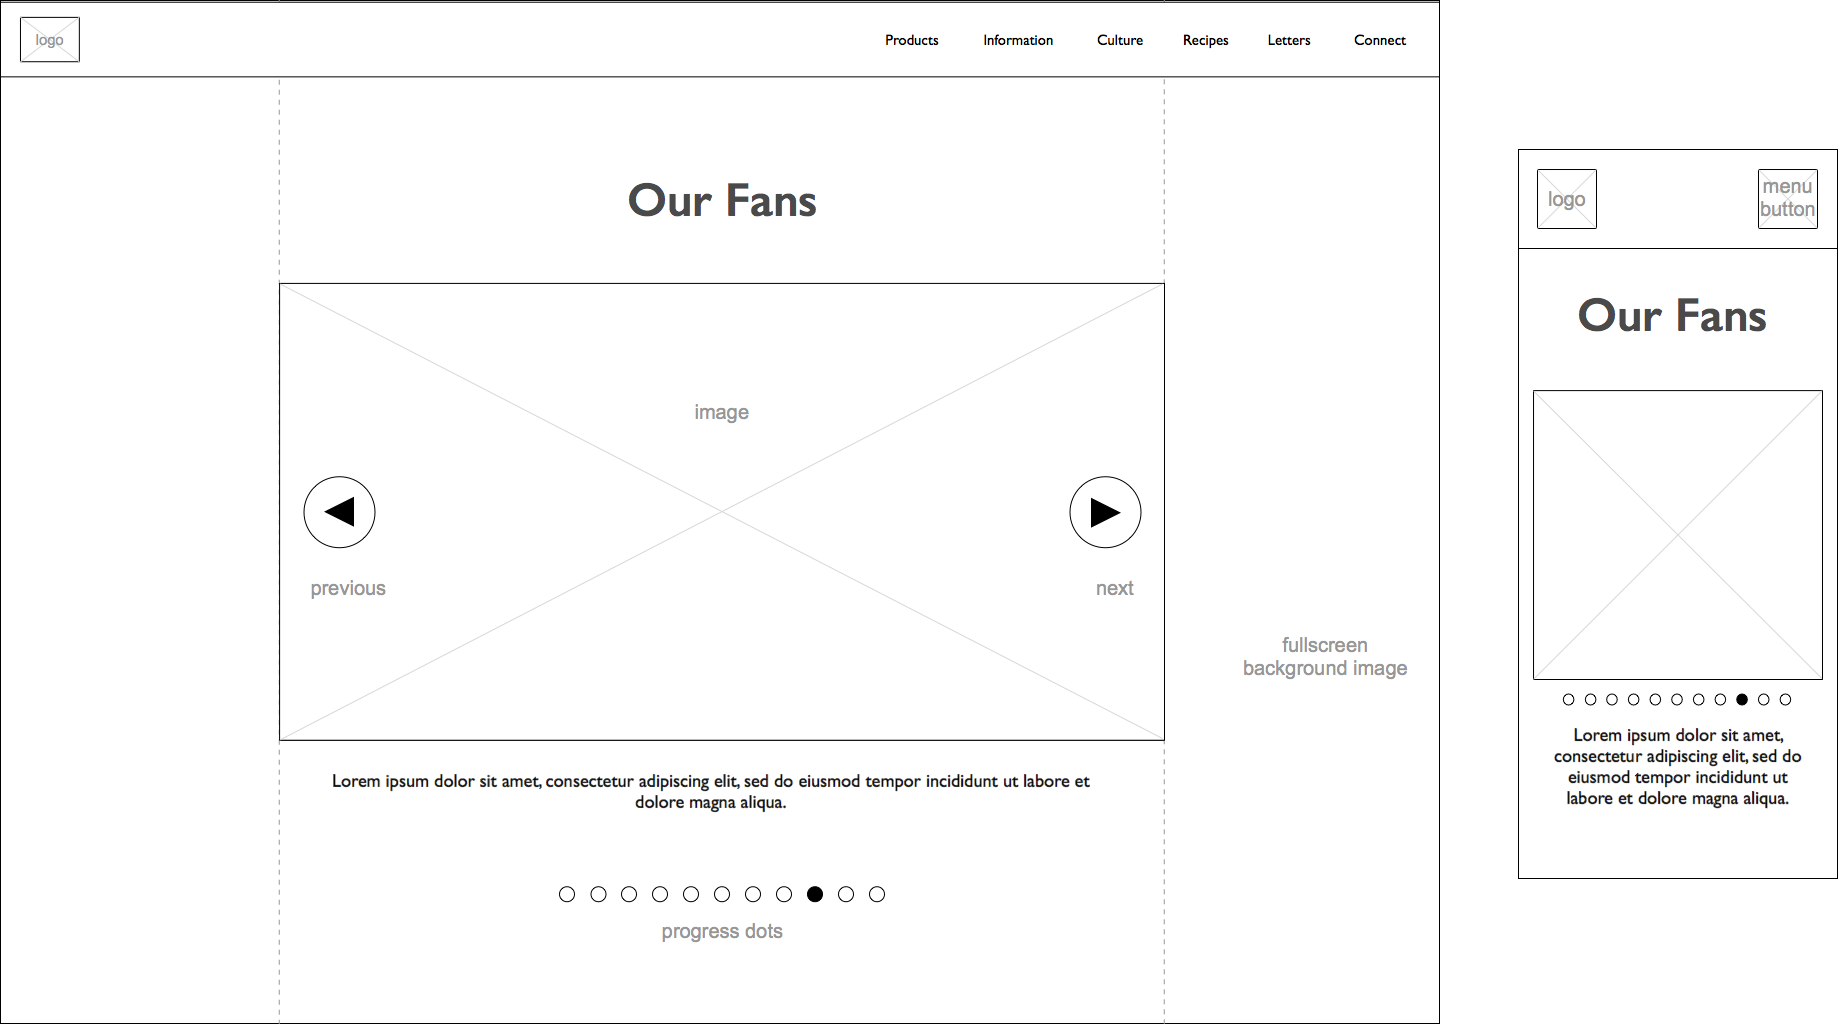 logo
Products
Information
Culture
Recipes
Letters
Connect
Our Fans
image
previous
next
fullscreen
background image
Lorem ipsum dolor sit amet, consectetur adipiscing elit, sed do eiusmod tempor incididunt ut labore et
dolore magna aliqua.
progress dots
logo
menu
button
Our Fans
Lorem ipsum dolor sit amet,
consectetur adipiscing elit, sed do
eiusmod tempor incididunt ut
labore et dolore magna aliqua.